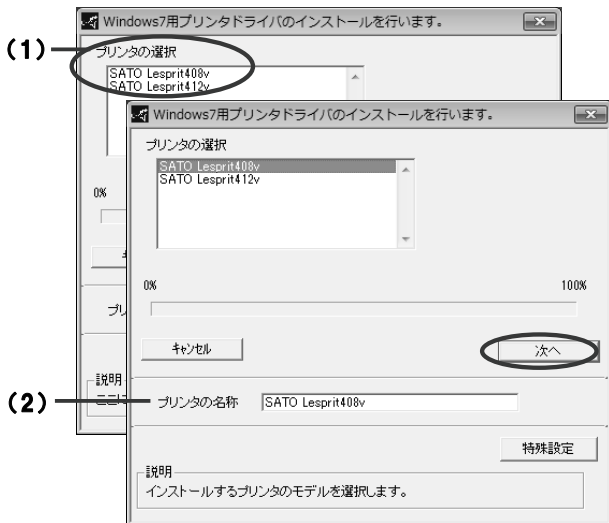 Windows7用プリンタドライバのインストールを行います。
(1)
プリンタの選択
SATO Lesprit408v
SATO Lesprit412v
0%
Windows7用プリンタドライバのインストールを行います。
プリンタの選択
SATO Lesprit408v
SATO Lesprit412v
0%
100%
キャンセル
次へ
説明
(2)
プリンタの名称
SATO Lesprit408v
特殊設定
説明
インストールするプリンタのモデルを選択します。